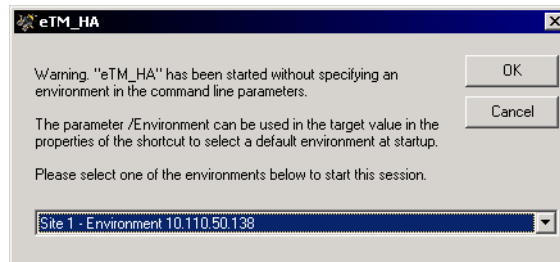 eTM_HA
Warning. "eTM_HA" has been started without specifying an
environment in the command line parameters.
OK
Cancel
The parameter /Environment can be used in the target value in the
properties of the shortcut to select a default environment at startup.
Please select one of the environments below to start this session.
Site 1 - Environment 10.110.50.138